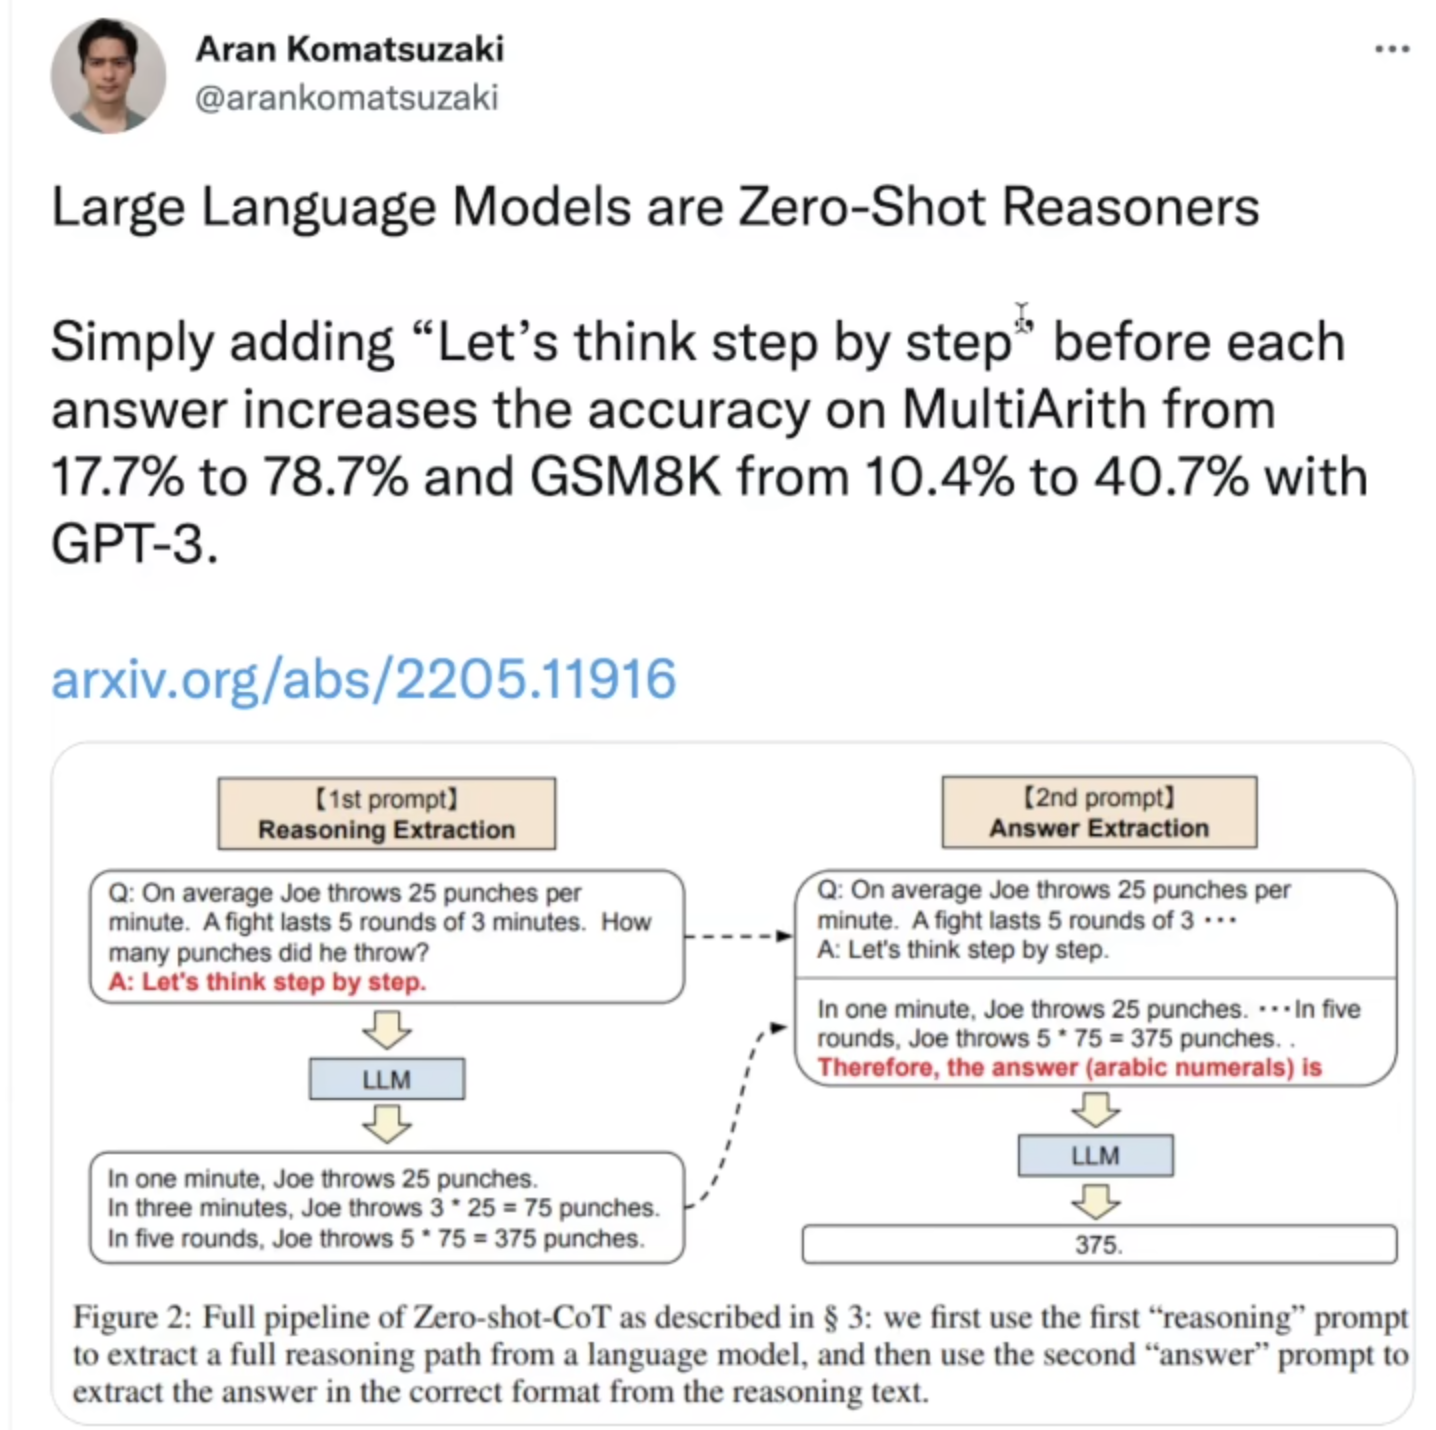 Aran Komatsuzaki
@arankomatsuzaki
Large Language Models are Zero-Shot Reasoners
Simply adding “Let’s think step by step” before each
answer increases the accuracy on MultiArith from
17.7% to 78.7% and GSM8K from 10.4% to 40.7% with
GPT-3.
arxiv.org/abs/2205.11916
【1st prompt】
Reasoning Extraction
Q: On average Joe throws 25 punches per
minute. A fight lasts 5 rounds of 3 minutes. How
many punches did he throw?
A: Let's think step by step.
LLM
In one minute, Joe throws 25 punches.
In three minutes, Joe throws 3 * 25 = 75 punches.
In five rounds, Joe throws 5 * 75 = 375 punches.
【2nd prompt】
Answer Extraction
Q: On average Joe throws 25 punches per
minute. A fight lasts 5 rounds of 3 ···
A: Let's think step by step.
In one minute, Joe throws 25 punches. ···In five
rounds, Joe throws 5 * 75 = 375 punches. .
Therefore, the answer (arabic numerals) is
LLM
375.
Figure 2: Full pipeline of Zero-shot-CoT as described in § 3: we first use the first “reasoning” prompt
to extract a full reasoning path from a language model, and then use the second “answer” prompt to
extract the answer in the correct format from the reasoning text.